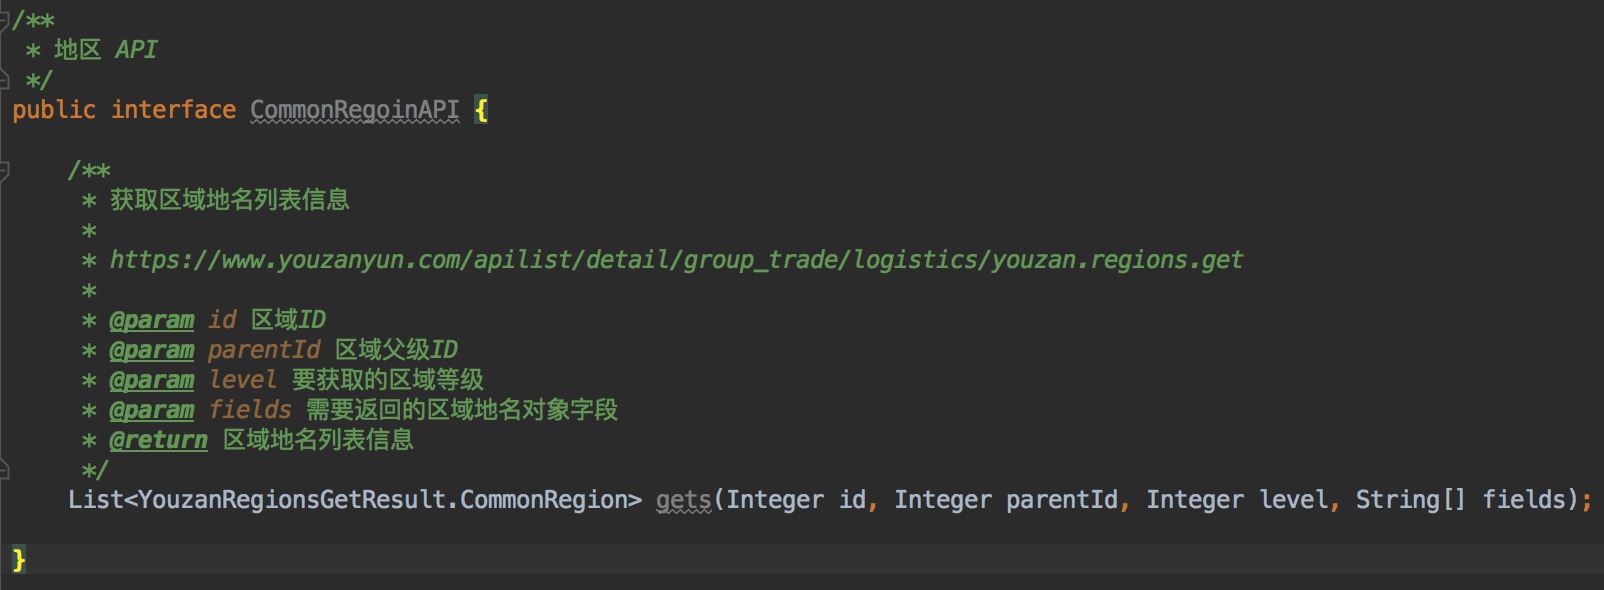 /**
 * 地区 API
 */
public interface CommonRegoinAPI {
    /**
     * 获取区域地名列表信息
     *
     * https://www.youzanyun.com/apilist/detail/group_trade/logistics/youzan.regions.get
     *
     * @param id 区域ID
     * @param parentId 区域父级ID
     * @param level 要获取的区域等级
     * @param fields 需要返回的区域地名对象字段
     * @return 区域地名列表信息
     */
    List<YouzanRegionsGetResult.CommonRegion> gets(Integer id, Integer parentId, Integer level, String[] fields);
}